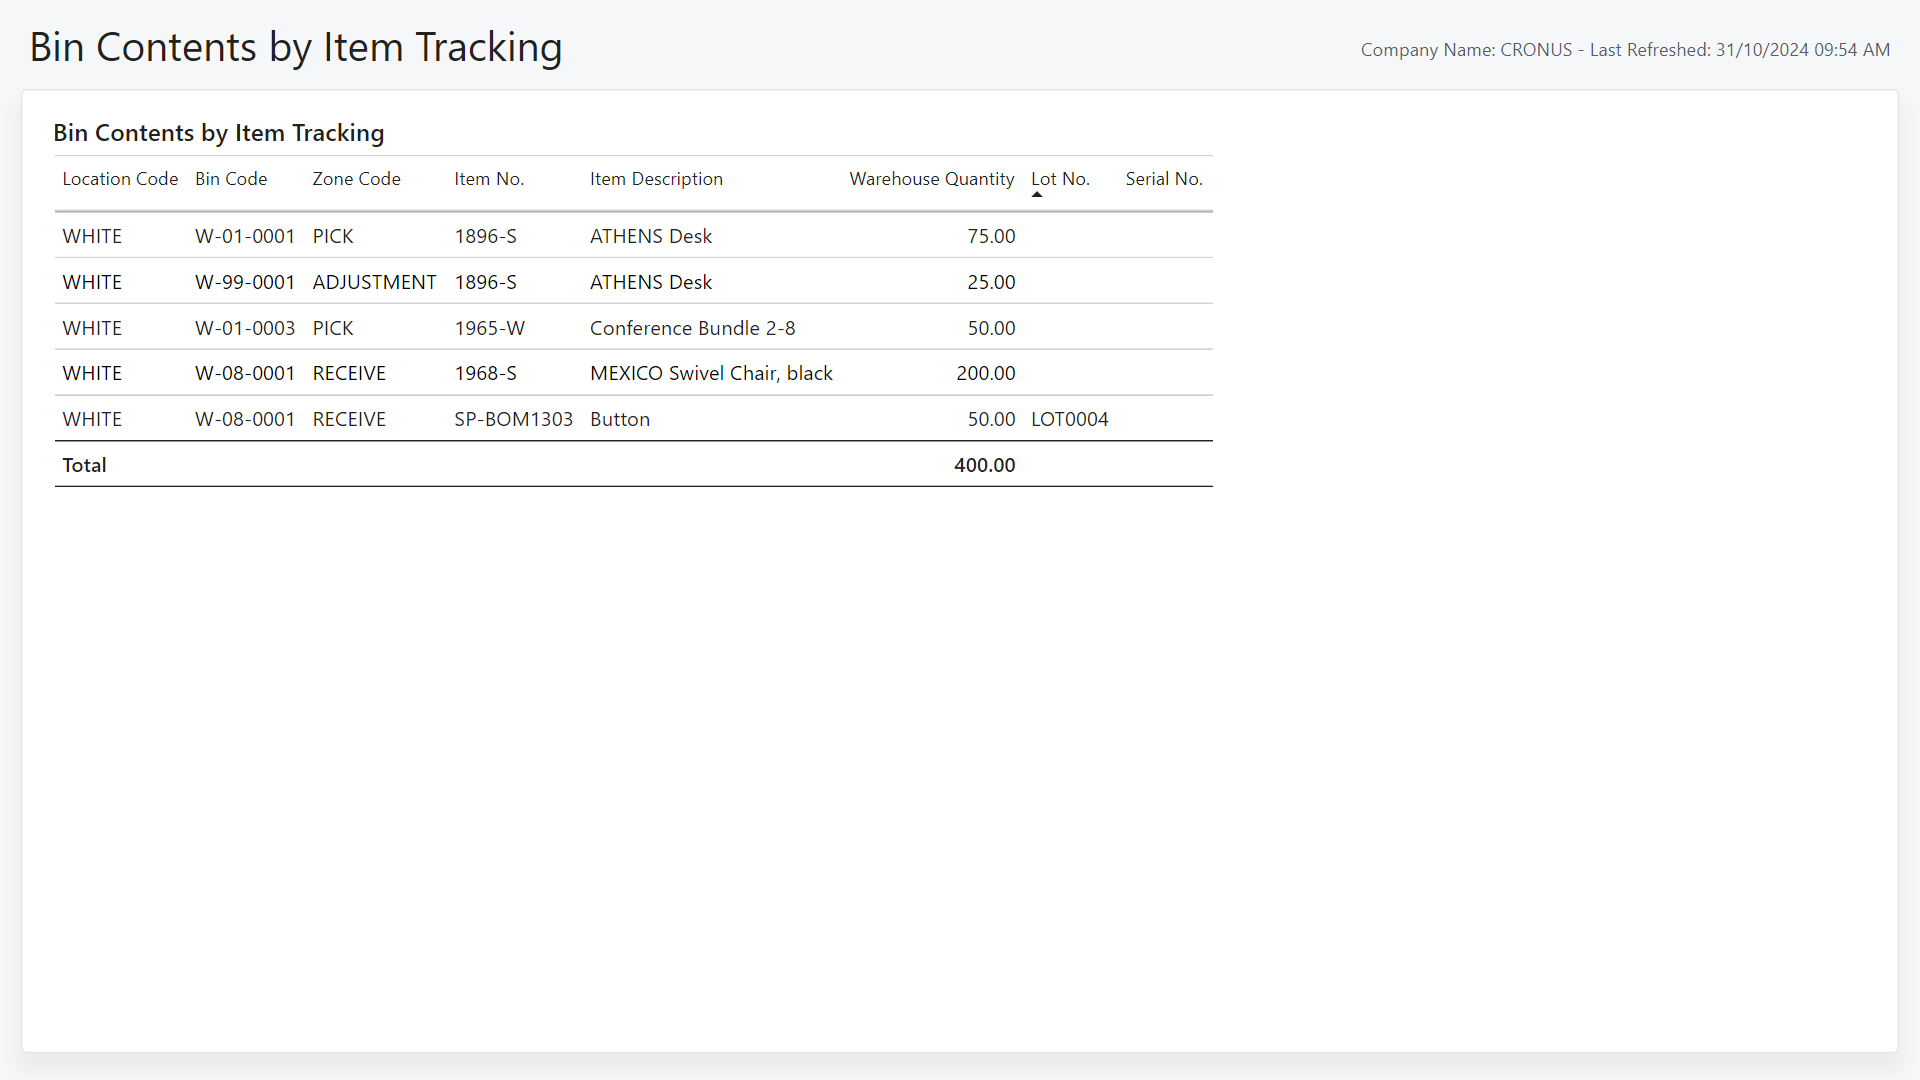 Bin Contents by Item Tracking
Company Name: CRONUS - Last Refreshed: 31/10/2024 09:54 AM
Bin Contents by Item Tracking
Location Code Bin Code Zone Code Item No. Item Description Warehouse Quantity Lot No. Serial No.
WHITE W-01-0001 PICK 1896-S ATHENS Desk 75.00
WHITE W-99-0001 ADJUSTMENT 1896-S ATHENS Desk 25.00
WHITE W-01-0003 PICK 1965-W Conference Bundle 2-8 50.00
WHITE W-08-0001 RECEIVE 1968-S MEXICO Swivel Chair, black 200.00
WHITE W-08-0001 RECEIVE SP-BOM1303 Button 50.00 LOT0004
Total 400.00